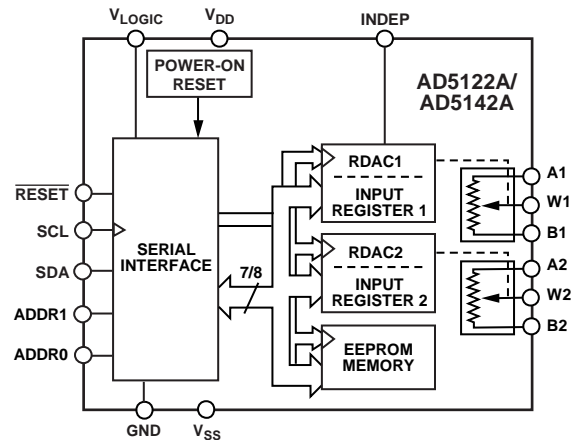 VLOGIC
VDD
INDEP
POWER-ON
RESET
AD5122A/
AD5142A
RDAC1
INPUT
REGISTER 1
A1
W1
B1
RESET
SCL
SDA
ADDR1
ADDR0
SERIAL
INTERFACE
7/8
RDAC2
INPUT
REGISTER 2
A2
W2
B2
EEPROM
MEMORY
GND
VSS